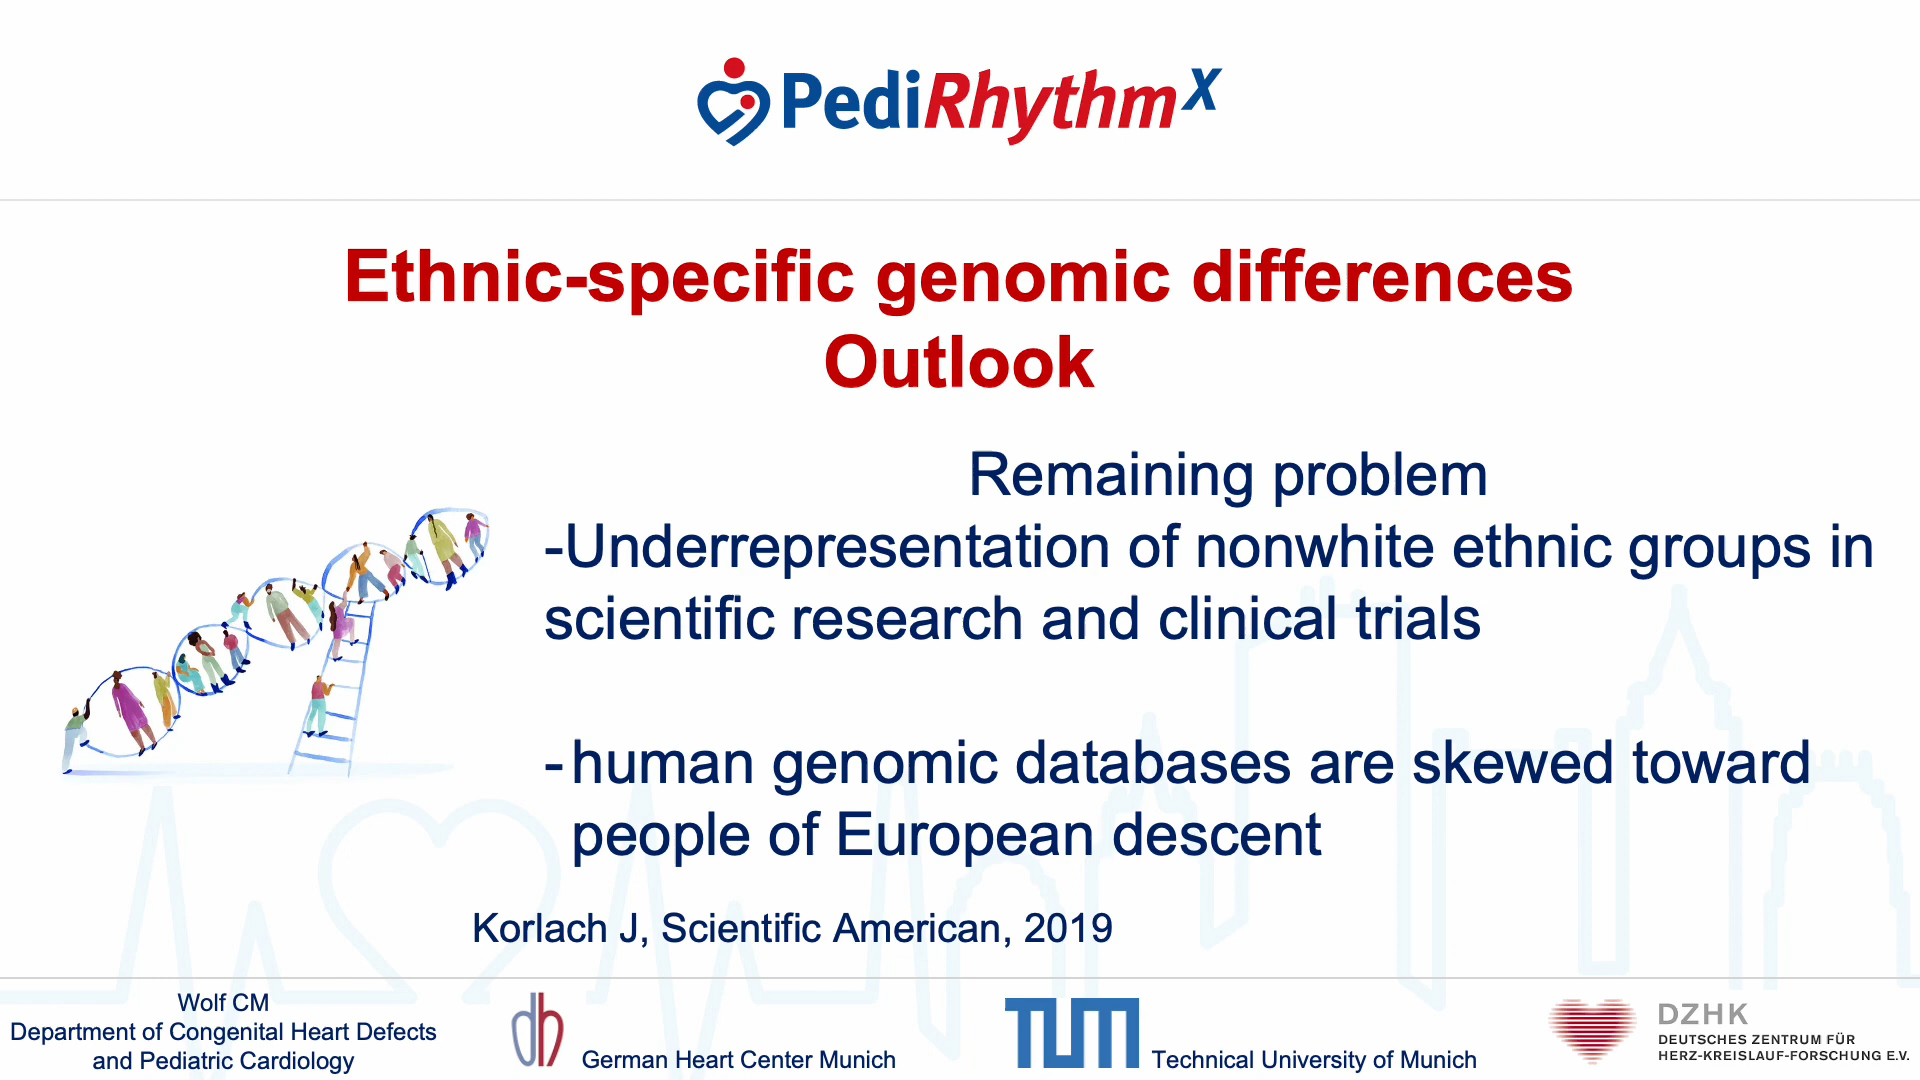 PediRhythm X
Ethnic-specific genomic differences
Outlook
Remaining problem
-Underrepresentation of nonwhite ethnic groups in
scientific research and clinical trials
- human genomic databases are skewed toward
people of European descent
Korlach J, Scientific American, 2019
Wolf CM
Department of Congenital Heart Defects
and Pediatric Cardiology
dh
German Heart Center Munich
TUM
Technical University of Munich
DZHK
DEUTSCHES ZENTRUM FÜR
HERZ-KREISLAUF-FORSCHUNG E.V.